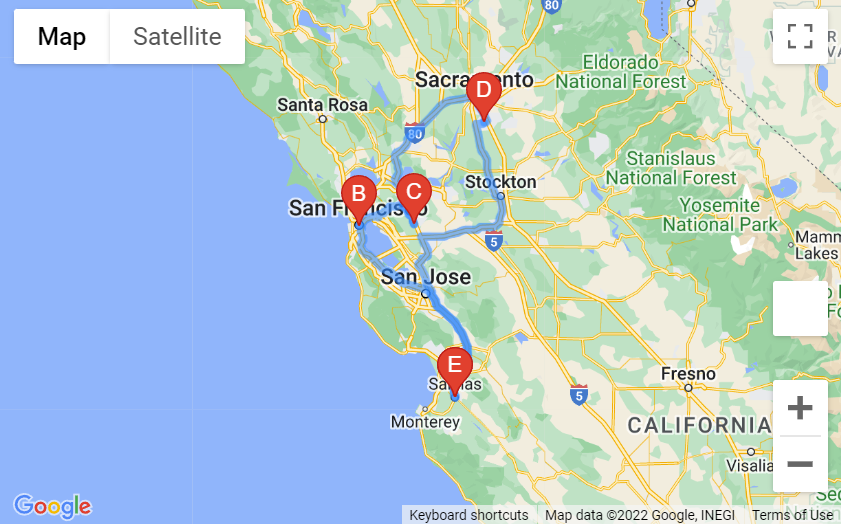 Map
Satellite
80
W
R
Eldorado
National Forest
Sacramento
D
Santa Rosa
80
Stanislaus
National Forest
Stockton
B
C
Yosemite
National Park
San Francisco
5
Mamm
Lakes
San Jose
E
Salinas
Fresno
5
Monterey
CALIFORNIA
Visalia
Google
Keyboard shortcuts
Map data ©2022 Google, INEGI
Terms of Use